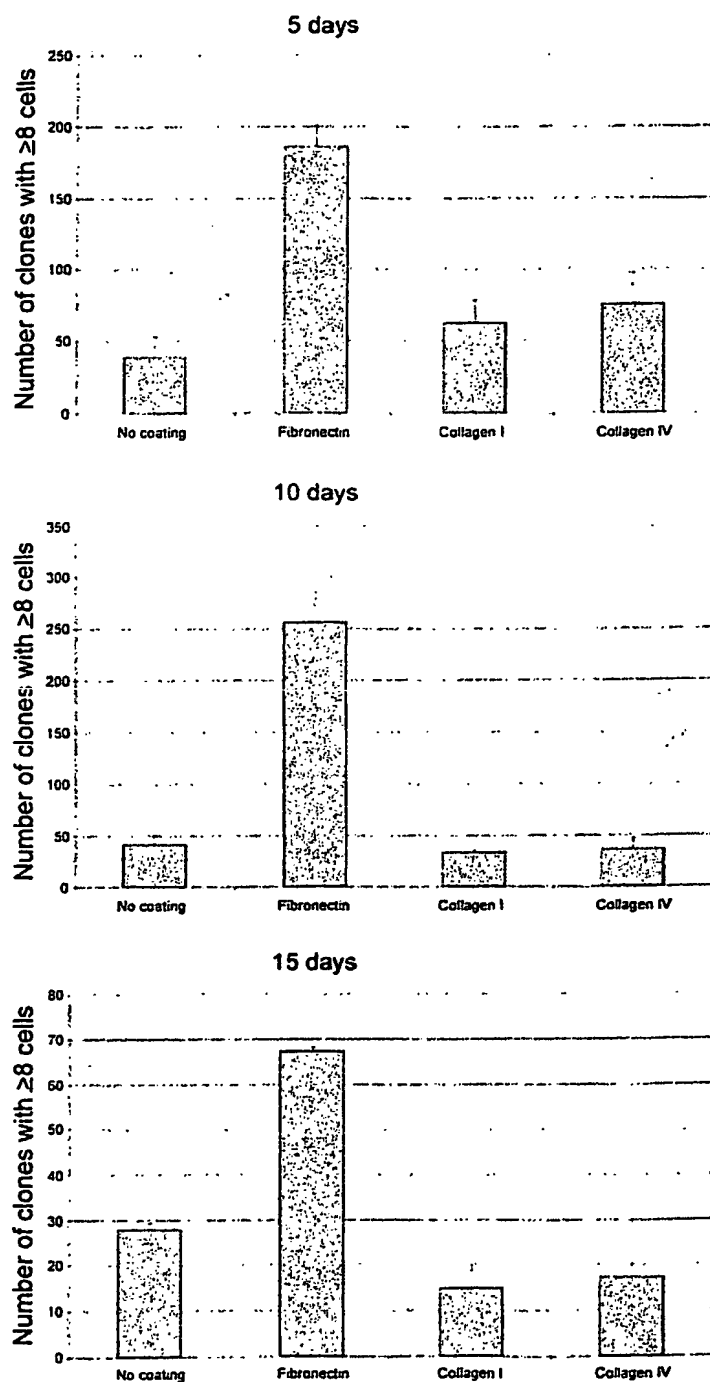 5 days
Number of clones with ≥8 cells
250
200
150
100
50
0
No coating Fibronectin Collagen I Collagen IV
10 days
Number of clones with ≥8 cells
350
300
250
200
150
100
50
0
No coating Fibronectin Collagen I Collagen IV
15 days
Number of clones with ≥8 cells
80
70
60
50
40
30
20
10
0
No coating Fibronectin Collagen I Collagen IV